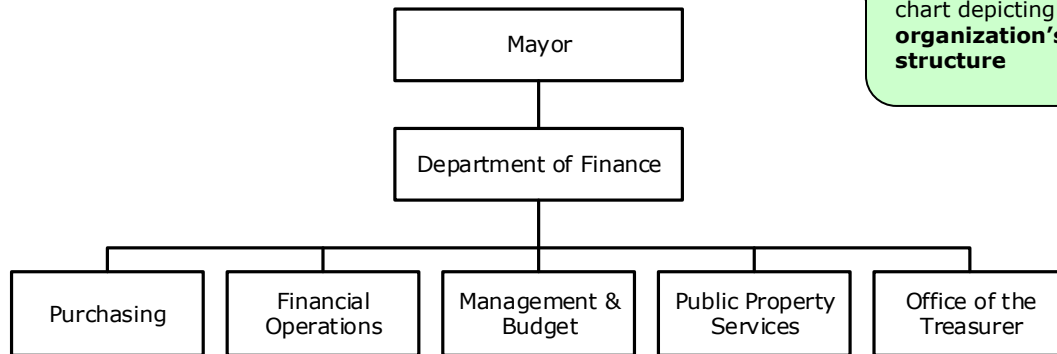 chart depicting
organization's
structure
Mayor
Department of Finance
Purchasing
Financial
Operations
Management &
Budget
Public Property
Services
Office of the
Treasurer